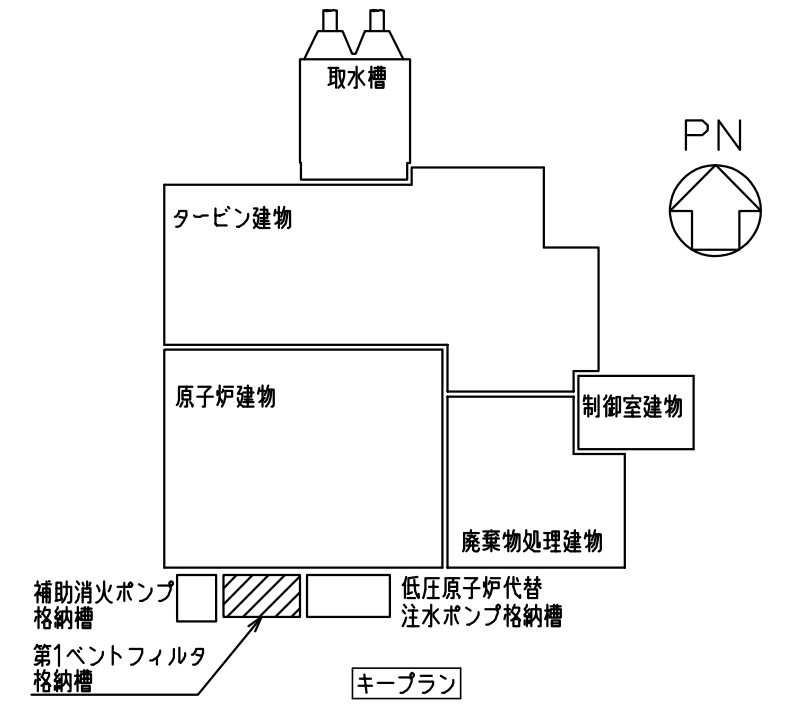 取水槽
PN
タービン建物
原子炉建物
制御室建物
廃棄物処理建物
補助消火ポンプ
格納槽
低圧原子炉代替
注水ポンプ格納槽
第1ベントフィルタ
格納槽
キープラン